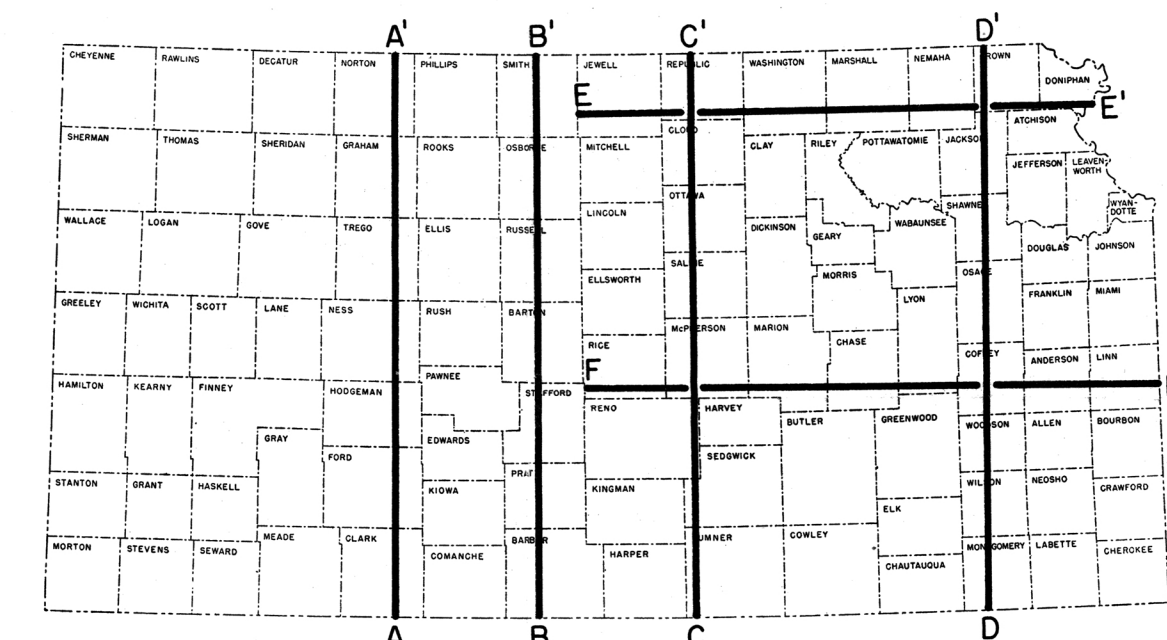 A' B' C' D'
CHEYENNE RAWLINS DECATUR NORTON PHILLIPS SMITH JEWELL REPUBLIC WASHINGTON MARSHALL NEMAHA BROWN DONIPHAN
E E'
SHERMAN THOMAS SHERIDAN GRAHAM ROOKS OSBORNE MITCHELL CLOUD CLAY RILEY POTTAWATOMIE JACKSON ATCHISON
JEFFERSON LEAVEN-
WORTH
WALLACE LOGAN GOVE TREGO ELLIS RUSSELL LINCOLN OTTAWA DICKINSON GEARY WABAUNSEE SHAWNEE WYAN-
DOTTE
ELLSWORTH SALINE MORRIS OSAGE DOUGLAS JOHNSON
GREELEY WICHITA SCOTT LANE NESS RUSH BARTON LYON FRANKLIN MIAMI
RICE McPHERSON MARION CHASE COFFEY ANDERSON LINN
F
HAMILTON KEARNY FINNEY HODGEMAN PAWNEE STAFFORD RENO HARVEY BUTLER GREENWOOD WOODSON ALLEN BOURBON
GRAY FORD EDWARDS PRATT SEDGWICK
STANTON GRANT HASKELL KIOWA KINGMAN ELK WILSON NEOSHO CRAWFORD
MORTON STEVENS SEWARD MEADE CLARK COMANCHE BARBER HARPER SUMNER COWLEY CHAUTAUQUA MONTGOMERY LABETTE CHEROKEE
A B C D